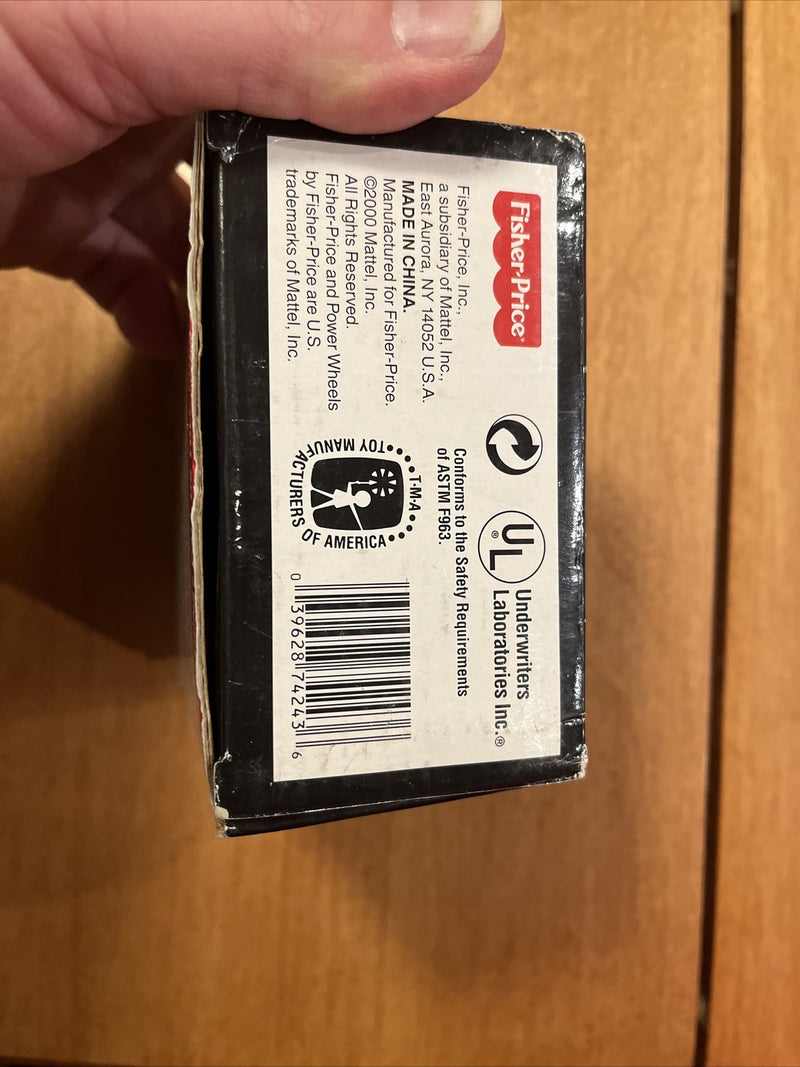 Fisher-Price®
Underwriters
Laboratories Inc.®
UL
®
Conforms to the Safety Requirements
of ASTM F963.
Fisher-Price, Inc.,
a subsidiary of Mattel, Inc.,
East Aurora, NY 14052 U.S.A.
MADE IN CHINA.
Manufactured for Fisher-Price.
©2000 Mattel, Inc.
All Rights Reserved.
Fisher-Price and Power Wheels
by Fisher-Price are U.S.
trademarks of Mattel, Inc.
T•M•A
TOY MANUFACTURERS OF AMERICA
0 39628 74243 6